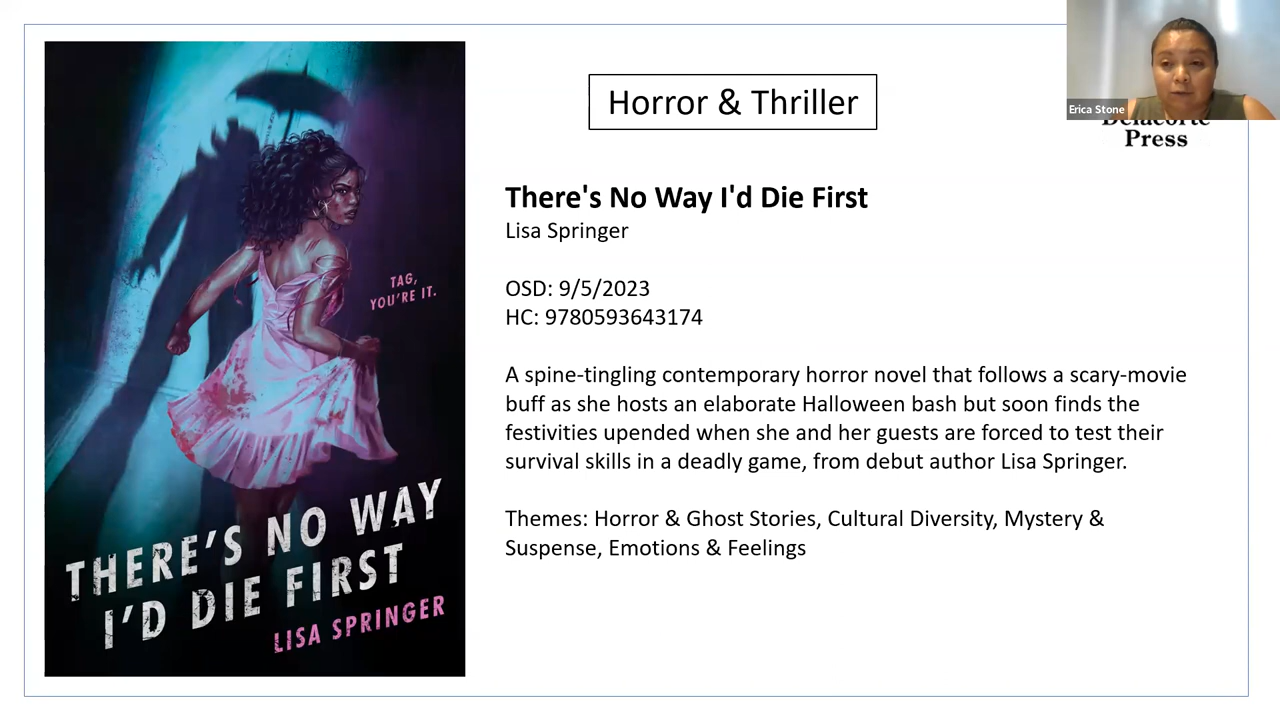 Horror & Thriller
Erica Stone
Delacorte
Press
There's No Way I'd Die First
Lisa Springer
OSD: 9/5/2023
HC: 9780593643174
A spine-tingling contemporary horror novel that follows a scary-movie
buff as she hosts an elaborate Halloween bash but soon finds the
festivities upended when she and her guests are forced to test their
survival skills in a deadly game, from debut author Lisa Springer.
Themes: Horror & Ghost Stories, Cultural Diversity, Mystery &
Suspense, Emotions & Feelings
TAG,
YOU'RE IT.
THERE'S NO WAY
I'D DIE FIRST
LISA SPRINGER